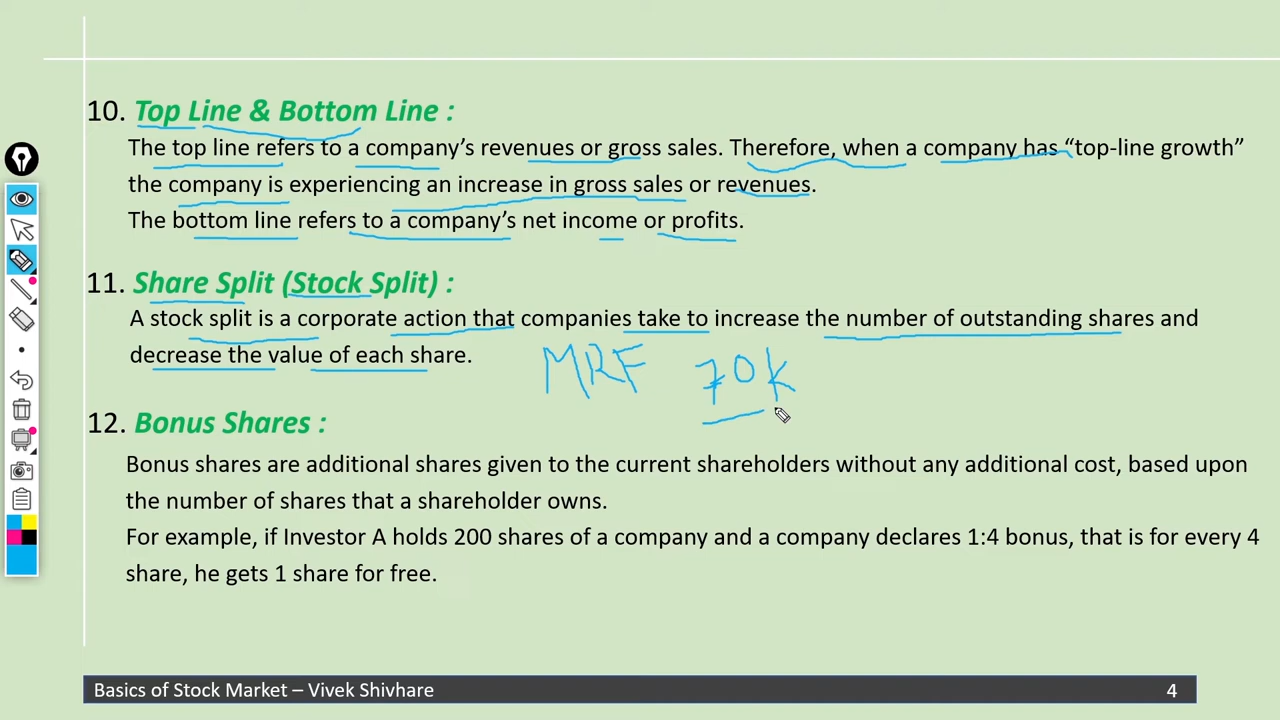 10. Top Line & Bottom Line :
The top line refers to a company’s revenues or gross sales. Therefore, when a company has “top-line growth”
the company is experiencing an increase in gross sales or revenues.
The bottom line refers to a company’s net income or profits.
11. Share Split (Stock Split) :
A stock split is a corporate action that companies take to increase the number of outstanding shares and
decrease the value of each share.
MRF 70k
12. Bonus Shares :
Bonus shares are additional shares given to the current shareholders without any additional cost, based upon
the number of shares that a shareholder owns.
For example, if Investor A holds 200 shares of a company and a company declares 1:4 bonus, that is for every 4
share, he gets 1 share for free.
Basics of Stock Market – Vivek Shivhare 4